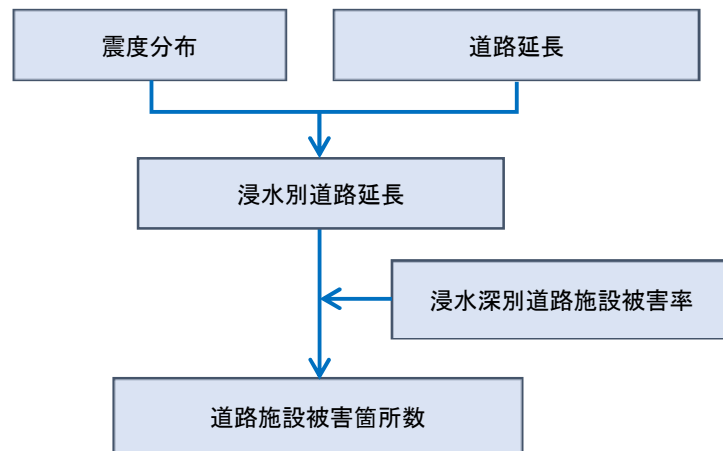 震度分布
道路延長
浸水別道路延長
浸水深別道路施設被害率
道路施設被害箇所数